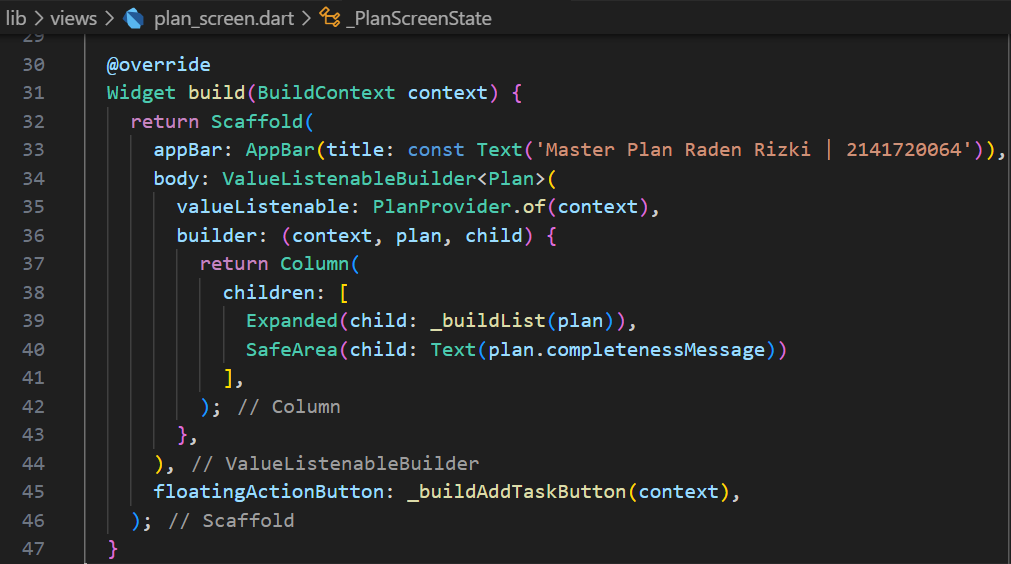 lib > views > plan_screen.dart > _PlanScreenState
29
30 @override
31 Widget build(BuildContext context) {
32 return Scaffold(
33 appBar: AppBar(title: const Text('Master Plan Raden Rizki | 2141720064')),
34 body: ValueListenableBuilder<Plan>(
35 valueListenable: PlanProvider.of(context),
36 builder: (context, plan, child) {
37 return Column(
38 children: [
39 Expanded(child: _buildList(plan)),
40 SafeArea(child: Text(plan.completenessMessage))
41 ],
42 ); // Column
43 },
44 ), // ValueListenableBuilder
45 floatingActionButton: _buildAddTaskButton(context),
46 ); // Scaffold
47 }